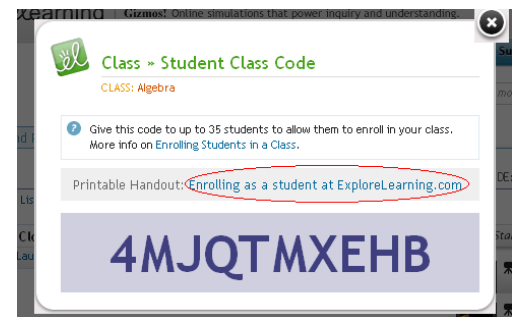 xelearning Gizmos! Online simulations that power inquiry and understanding.
Class » Student Class Code
CLASS: Algebra
Give this code to up to 35 students to allow them to enroll in your class.
More info on Enrolling Students in a Class.
Printable Handout: Enrolling as a student at ExploreLearning.com
4MJQTMXEHB